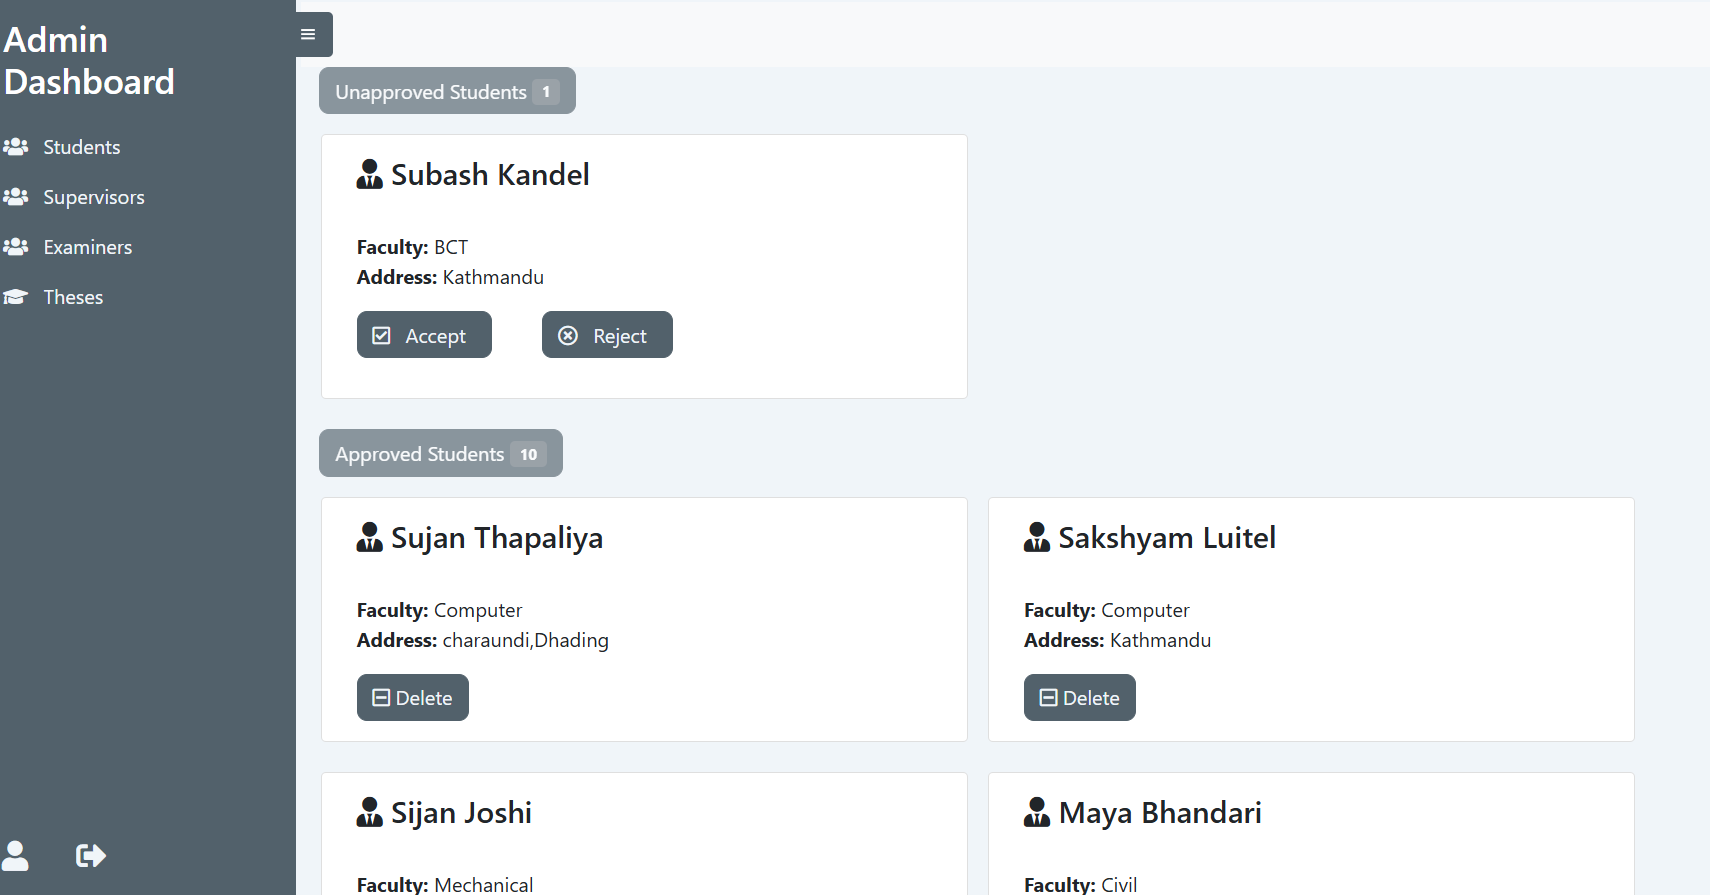 Admin
Dashboard
Students
Supervisors
Examiners
Theses
Unapproved Students 1
Subash Kandel
Faculty: BCT
Address: Kathmandu
Accept Reject
Approved Students 10
Sujan Thapaliya
Faculty: Computer
Address: charaundi,Dhading
Delete
Sakshyam Luitel
Faculty: Computer
Address: Kathmandu
Delete
Sijan Joshi
Faculty: Mechanical
Maya Bhandari
Faculty: Civil